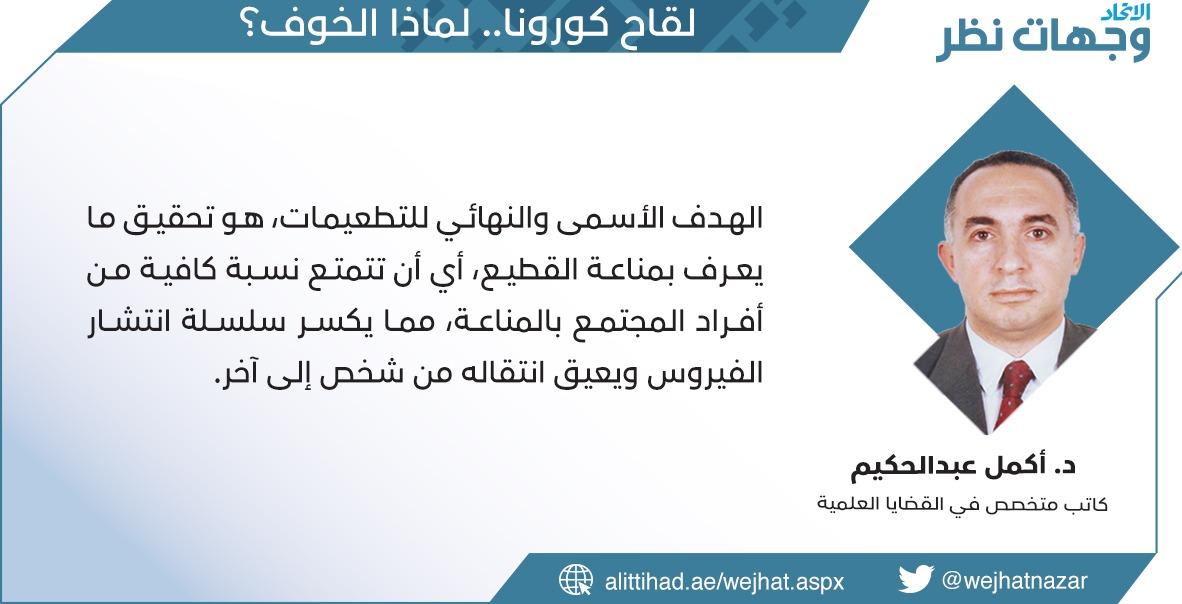 لقاح كورونا.. لماذا الخوف؟
الاتحاد
وجهات نظر
الهدف الأسمى والنهائي للتطعيمات، هو تحقيق ما
يعرف بمناعة القطيع، أي أن تتمتع نسبة كافية من
أفراد المجتمع بالمناعة، مما يكسر سلسلة انتشار
الفيروس ويعيق انتقاله من شخص إلى آخر.
د. أكمل عبدالحكيم
كاتب متخصص في القضايا العلمية
alittihad.ae/wejhat.aspx
@wejhatnazar